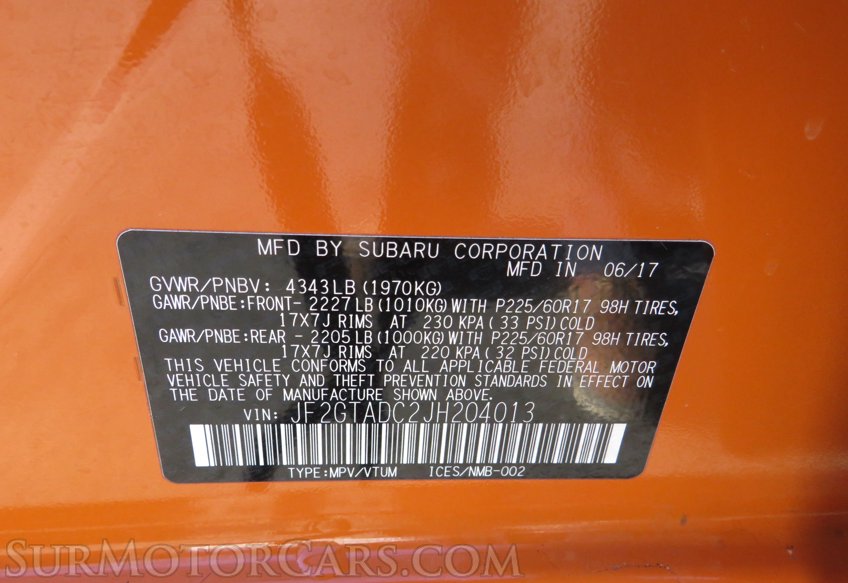 MFD BY SUBARU CORPORATION
MFD IN 06/17
GVWR/PNBV: 4343LB (1970KG)
GAWR/PNBE:FRONT- 2227LB (1010KG) WITH P225/60R17 98H TIRES,
17X7J RIMS AT 230 KPA ( 33 PSI) COLD
GAWR/PNBE:REAR - 2205LB (1000KG) WITH P225/60R17 98H TIRES,
17X7J RIMS AT 220 KPA ( 32 PSI) COLD
THIS VEHICLE CONFORMS TO ALL APPLICABLE FEDERAL MOTOR
VEHICLE SAFETY AND THEFT PREVENTION STANDARDS IN EFFECT ON
THE DATE OF MANUFACTURE SHOWN ABOVE.
VIN: JF2GTADC2JH204013
TYPE:MPV/VTUM ICES/NMB-002
SurMotorCars.com